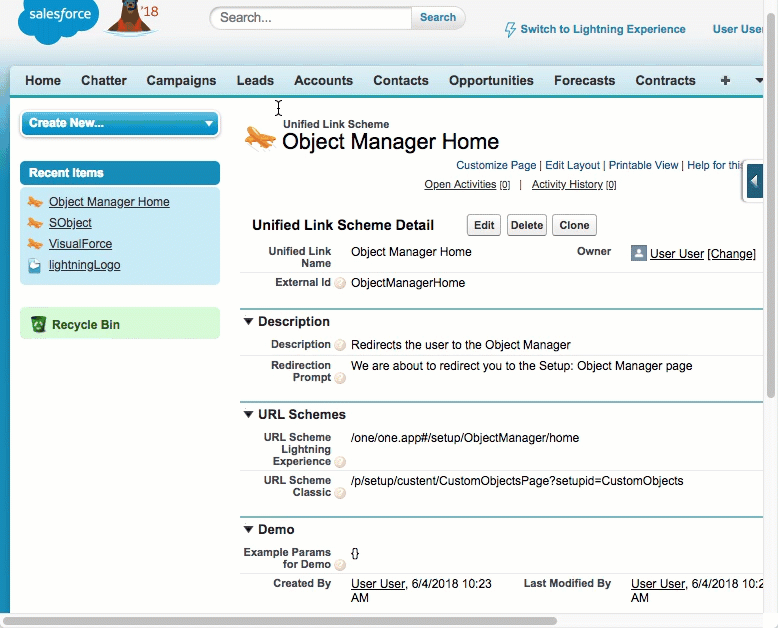 salesforce
'18
Search...
Search
Switch to Lightning Experience
User User
Home Chatter Campaigns Leads Accounts Contacts Opportunities Forecasts Contracts +
Create New...
Recent Items
Object Manager Home
SObject
VisualForce
lightningLogo
Recycle Bin
Unified Link Scheme
Object Manager Home
Customize Page | Edit Layout | Printable View | Help for thi
Open Activities [0] | Activity History [0]
Unified Link Scheme Detail
Edit Delete Clone
Unified Link Name
Object Manager Home
Owner
User User [Change]
External Id ? ObjectManagerHome
Description
Description ? Redirects the user to the Object Manager
Redirection Prompt ?
We are about to redirect you to the Setup: Object Manager page
URL Schemes
URL Scheme Lightning Experience ?
/one/one.app#/setup/ObjectManager/home
URL Scheme Classic ?
/p/setup/custent/CustomObjectsPage?setupid=CustomObjects
Demo
Example Params for Demo ?
{}
Created By
User User, 6/4/2018 10:23 AM
Last Modified By
User User, 6/4/2018 10:2 AM